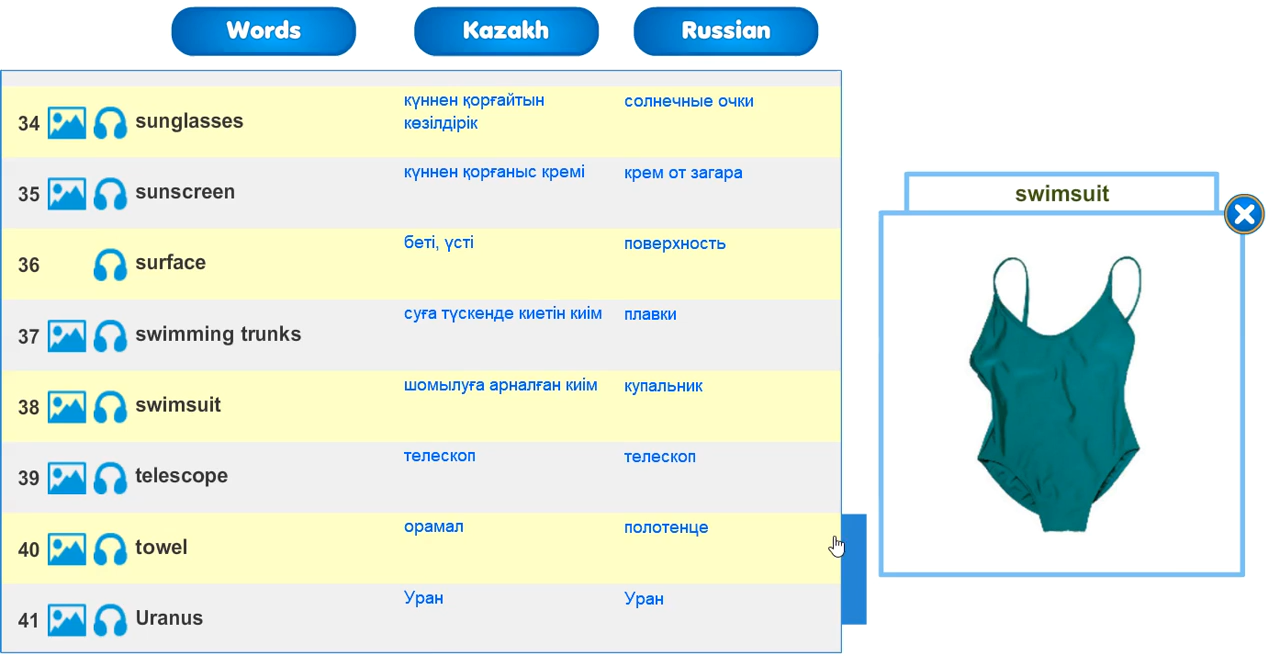 Words Kazakh Russian
34 sunglasses күннен қорғайтын көзілдірік солнечные очки
35 sunscreen күннен қорғаныс кремі крем от загара
36 surface беті, үсті поверхность
37 swimming trunks суға түскенде киетін киім плавки
38 swimsuit шомылуға арналған киім купальник
39 telescope телескоп телескоп
40 towel орамал полотенце
41 Uranus Уран Уран
swimsuit